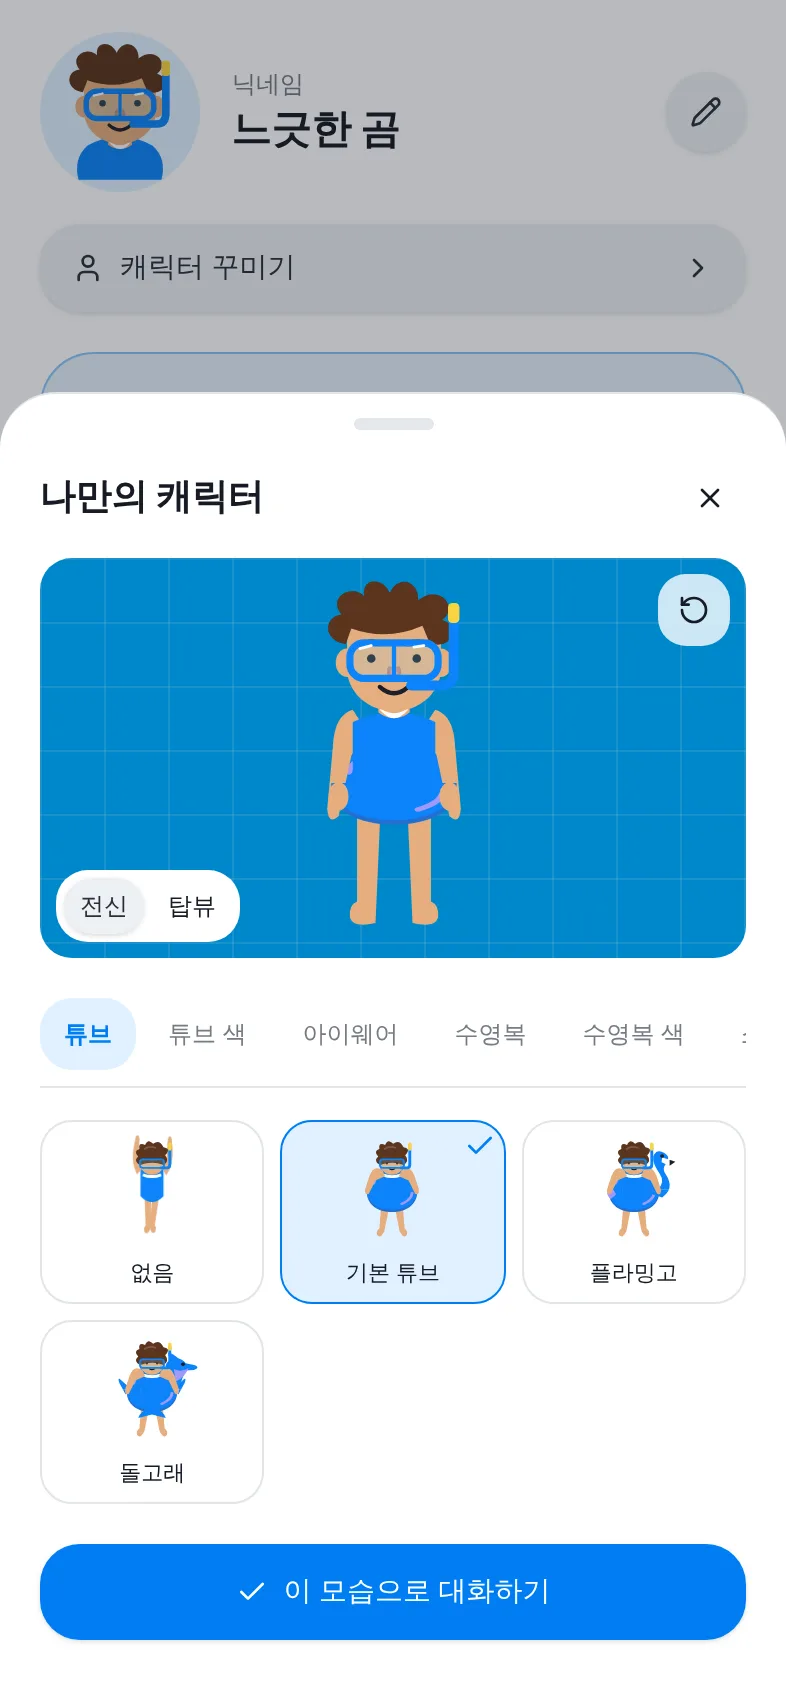 닉네임
느긋한 곰
캐릭터 꾸미기
나만의 캐릭터
전신
탑뷰
튜브
튜브 색
아이웨어
수영복
수영복 색
없음
기본 튜브
플라밍고
돌고래
이 모습으로 대화하기